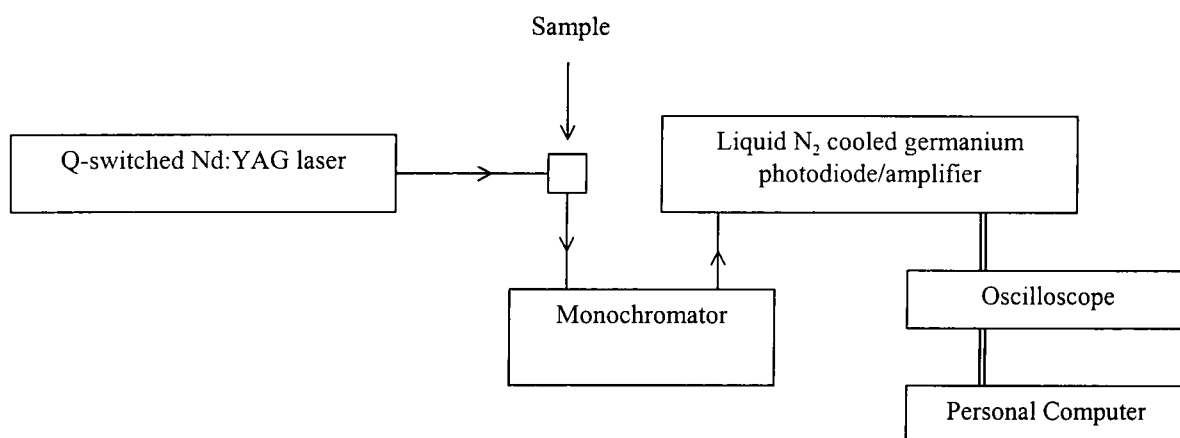 Sample
Q-switched Nd:YAG laser
Liquid N₂ cooled germanium
photodiode/amplifier
Monochromator
Oscilloscope
Personal Computer